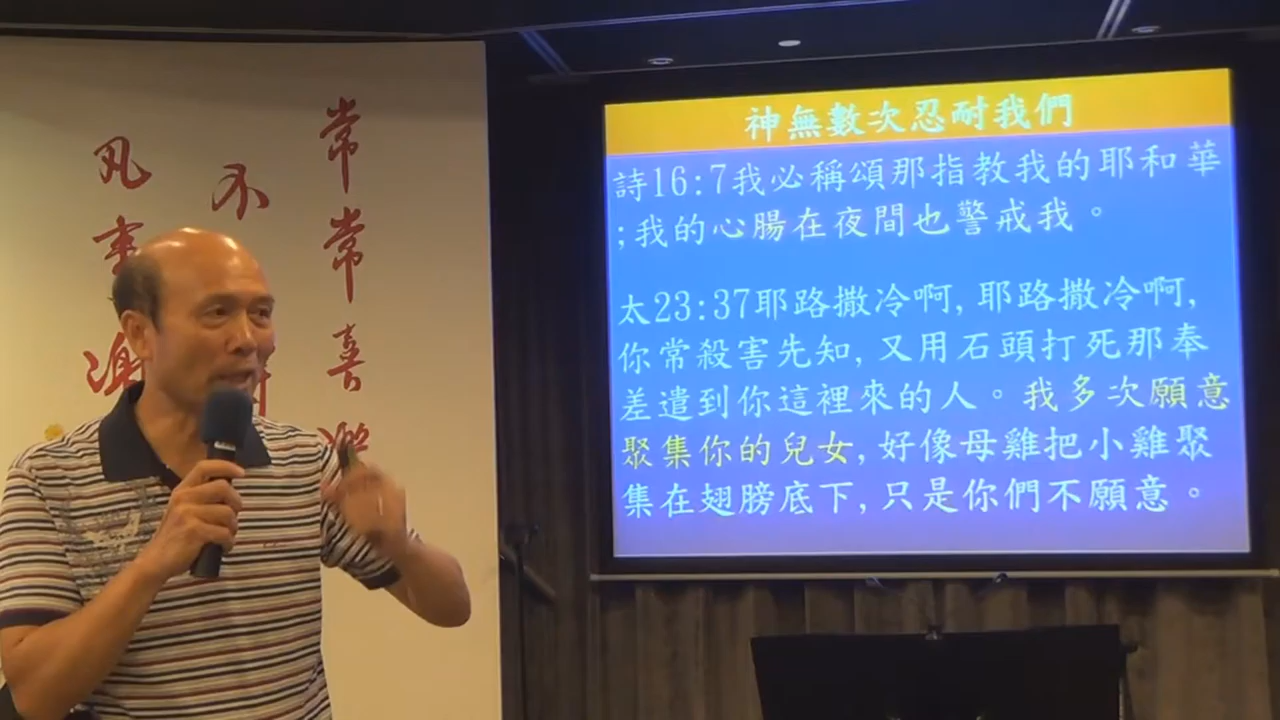 常常喜樂
不
凡事謝
神無數次忍耐我們
詩16:7我必稱頌那指教我的耶和華
;我的心腸在夜間也警戒我。
太23:37耶路撒冷啊,耶路撒冷啊,
你常殺害先知,又用石頭打死那奉
差遣到你這裡來的人。我多次願意
聚集你的兒女,好像母雞把小雞聚
集在翅膀底下,只是你們不願意。